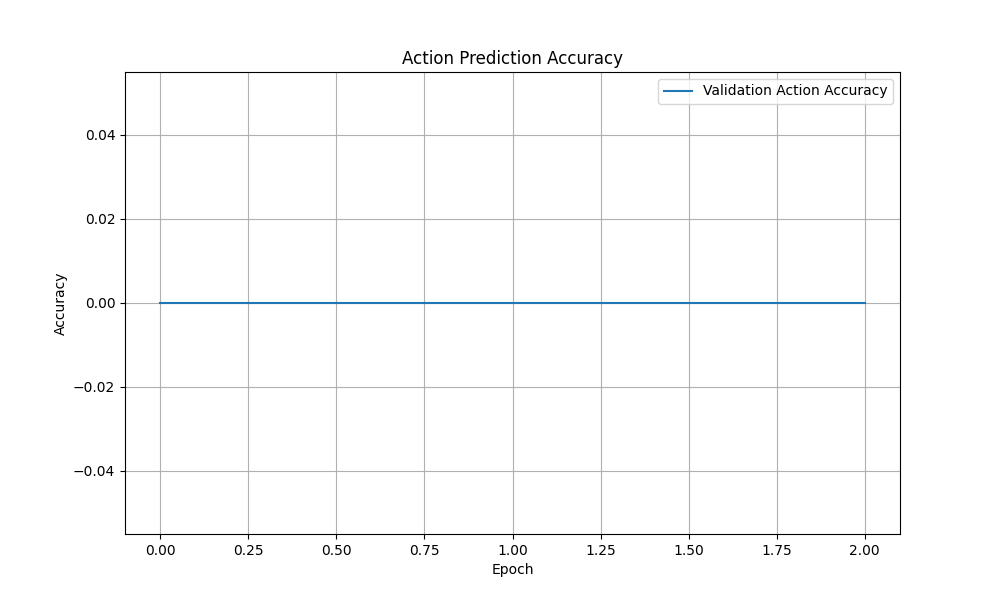 Action Prediction Accuracy
Validation Action Accuracy
0.04
0.02
0.00
−0.02
−0.04
Accuracy
0.00 0.25 0.50 0.75 1.00 1.25 1.50 1.75 2.00
Epoch